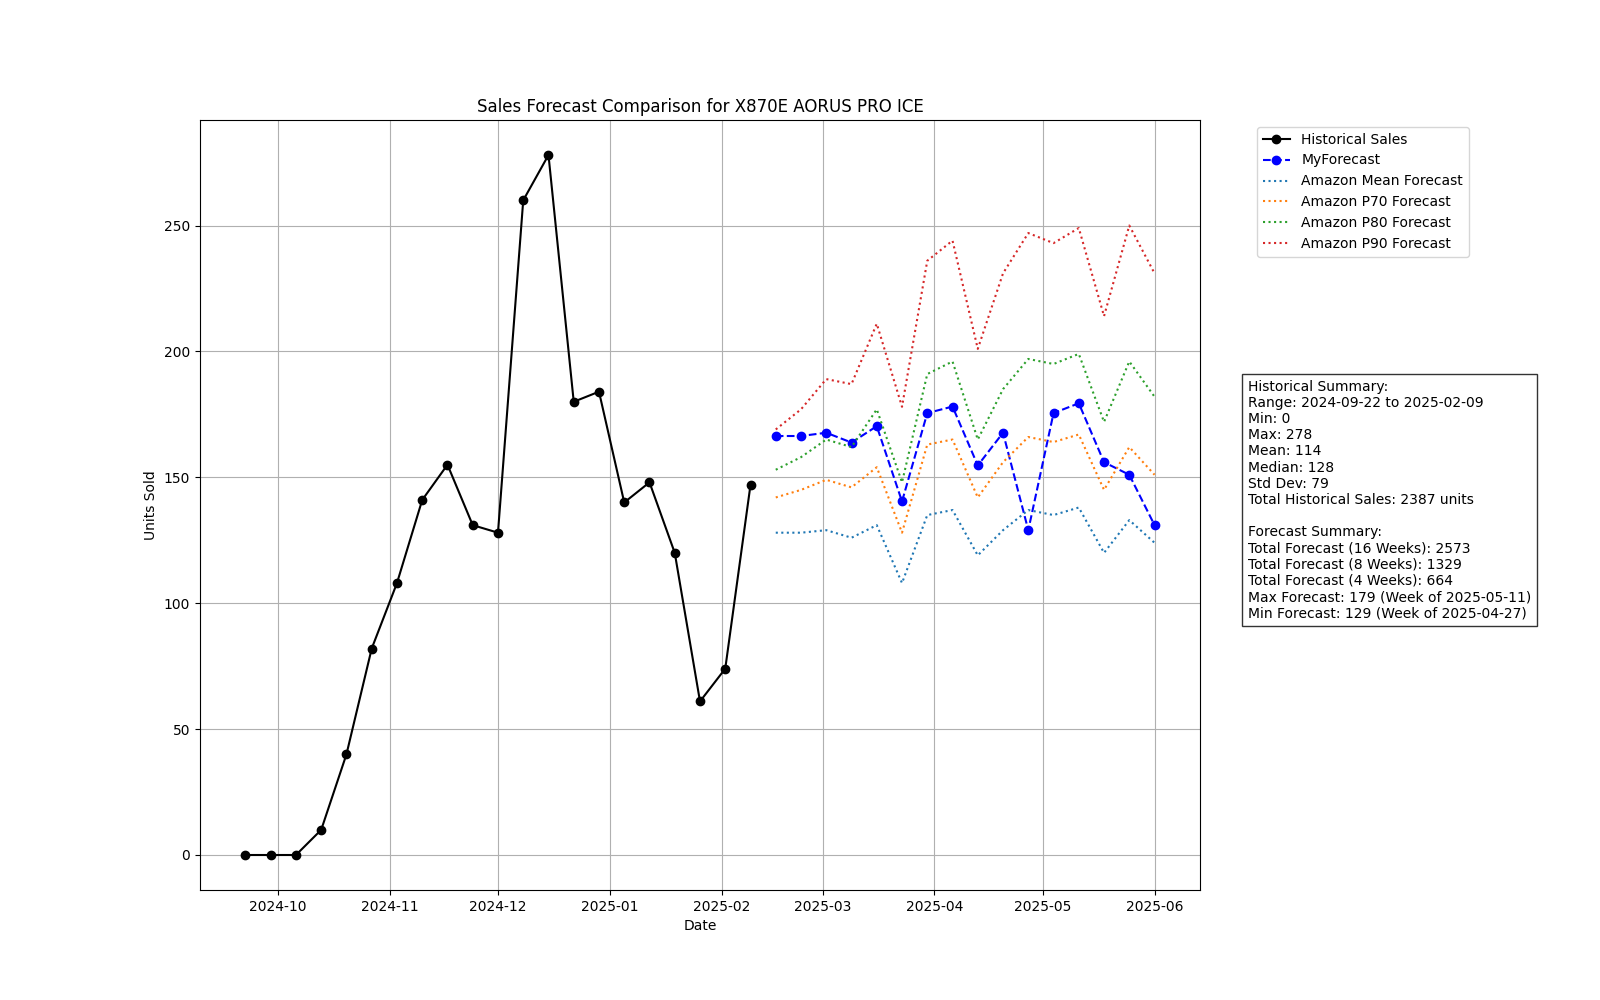 Sales Forecast Comparison for X870E AORUS PRO ICE
Historical Sales
MyForecast
Amazon Mean Forecast
Amazon P70 Forecast
Amazon P80 Forecast
Amazon P90 Forecast
Units Sold
250
200
150
100
50
0
2024-10
2024-11
2024-12
2025-01
2025-02
2025-03
2025-04
2025-05
2025-06
Date
Historical Summary:
Range: 2024-09-22 to 2025-02-09
Min: 0
Max: 278
Mean: 114
Median: 128
Std Dev: 79
Total Historical Sales: 2387 units
Forecast Summary:
Total Forecast (16 Weeks): 2573
Total Forecast (8 Weeks): 1329
Total Forecast (4 Weeks): 664
Max Forecast: 179 (Week of 2025-05-11)
Min Forecast: 129 (Week of 2025-04-27)